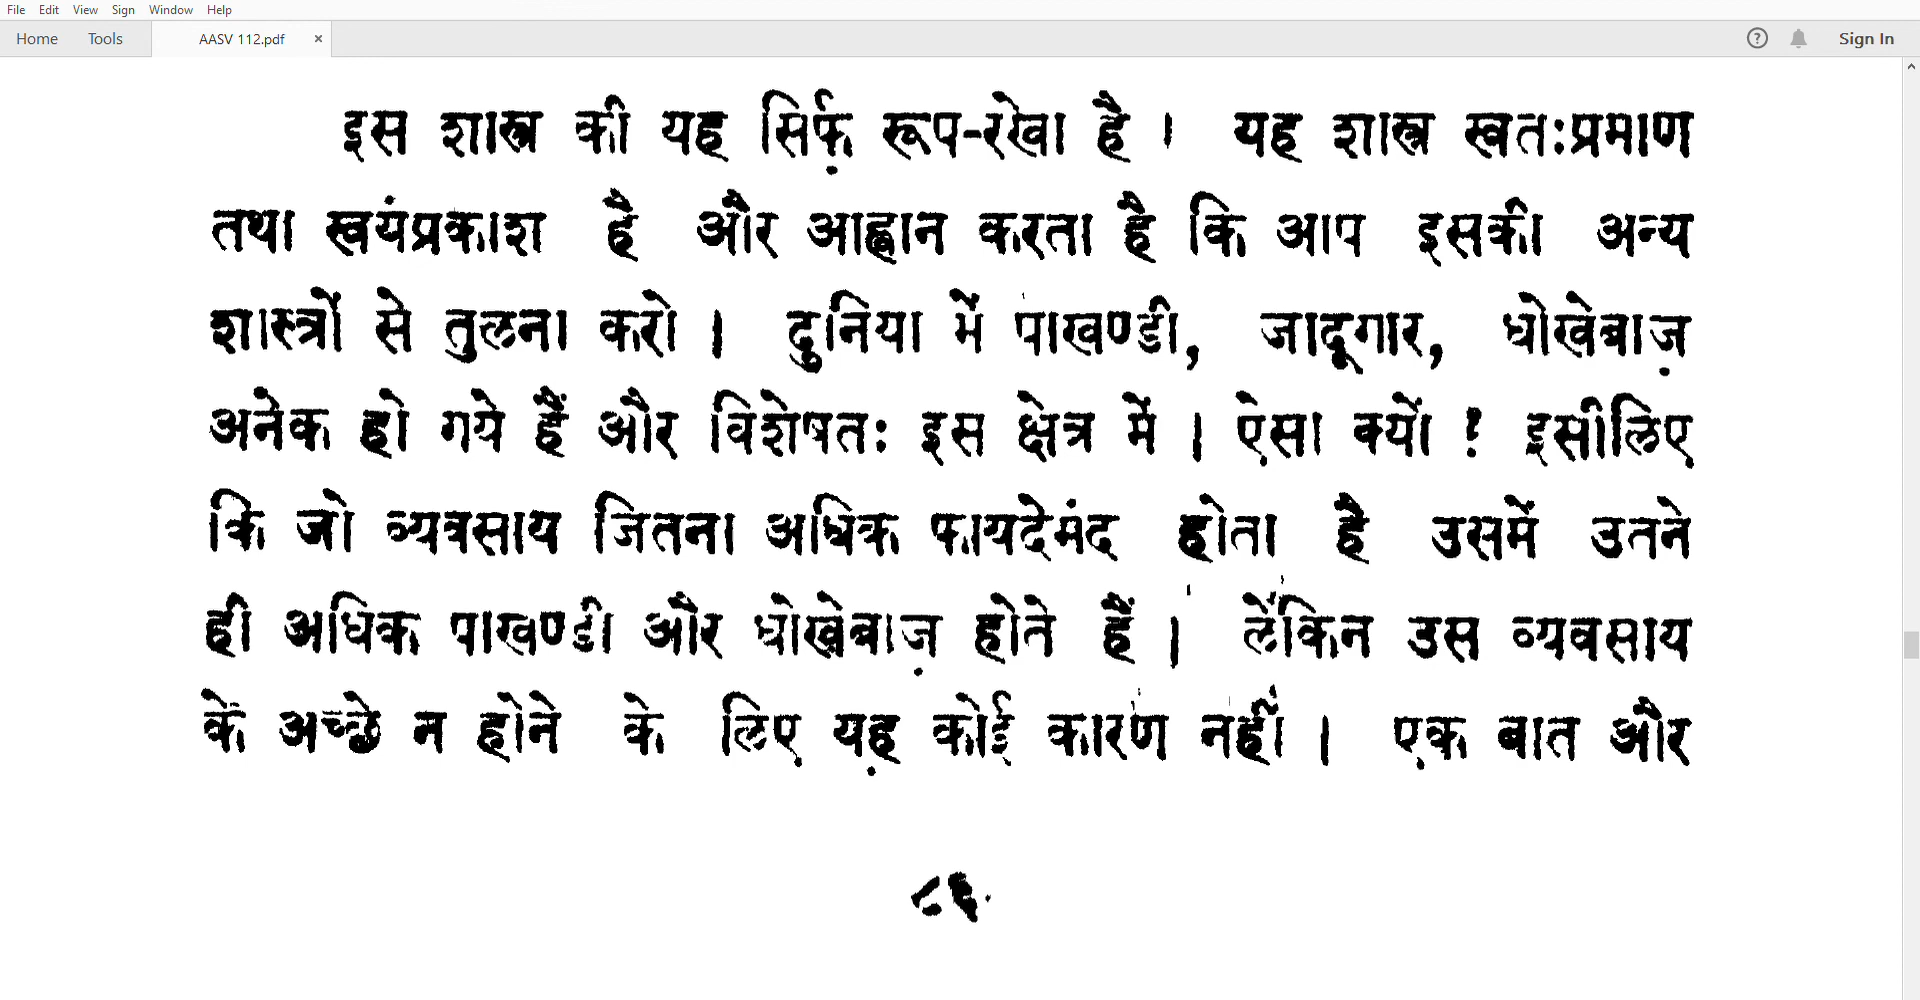 File Edit View Sign Window Help
Home Tools AASV 112.pdf × ? Sign In
इस शास्त्र की यह सिर्फ़ रूप-रेखा है । यह शास्त्र स्वतःप्रमाण
तथा स्वयंप्रकाश है और आह्वान करता है कि आप इसकी अन्य
शास्त्रों से तुलना करो । दुनिया में पाखण्डी, जादूगार, धोखेबाज़
अनेक हो गये हैं और विशेषतः इस क्षेत्र में । ऐसा क्यों ? इसीलिए
कि जो व्यवसाय जितना अधिक फायदेमंद होता है उसमें उतने
ही अधिक पाखण्डी और धोखेबाज़ होते हैं । लेकिन उस व्यवसाय
के अच्छे न होने के लिए यह कोई कारण नहीं । एक बात और